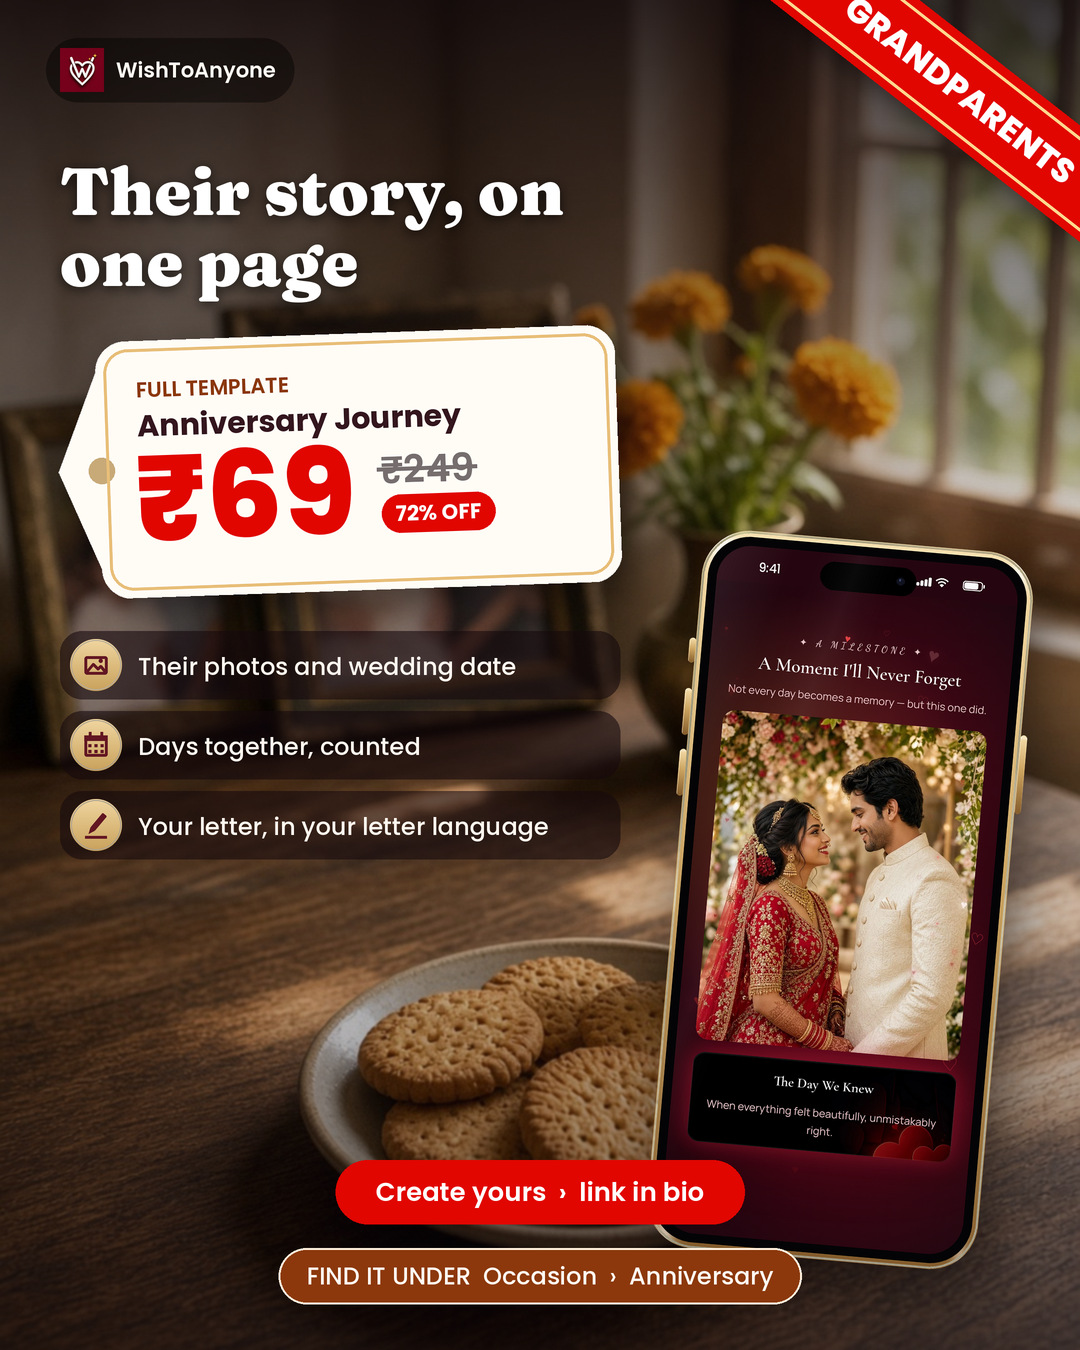 WishToAnyone
GRANDPARENTS
Their story, on
one page
FULL TEMPLATE
Anniversary Journey
₹69
₹249
72% OFF
Their photos and wedding date
Days together, counted
Your letter, in your letter language
9:41
✦ A MILESTONE ✦
A Moment I'll Never Forget
Not every day becomes a memory — but this one did.
The Day We Knew
When everything felt beautifully, unmistakably
right.
Create yours › link in bio
FIND IT UNDER Occasion › Anniversary